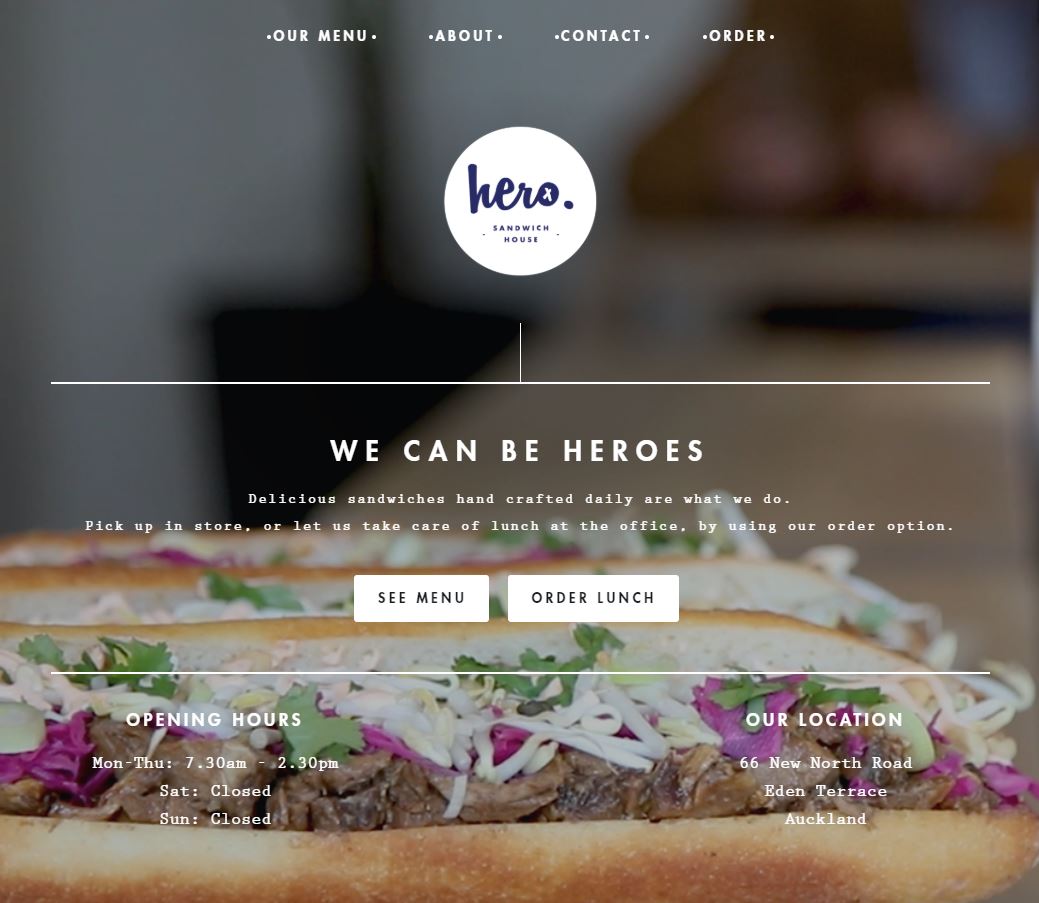 •OUR MENU• •ABOUT• •CONTACT• •ORDER•
hero.
SANDWICH
· HOUSE ·
WE CAN BE HEROES
Delicious sandwiches hand crafted daily are what we do.
Pick up in store, or let us take care of lunch at the office, by using our order option.
SEE MENU ORDER LUNCH
OPENING HOURS
Mon-Thu: 7.30am - 2.30pm
Sat: Closed
Sun: Closed
OUR LOCATION
66 New North Road
Eden Terrace
Auckland